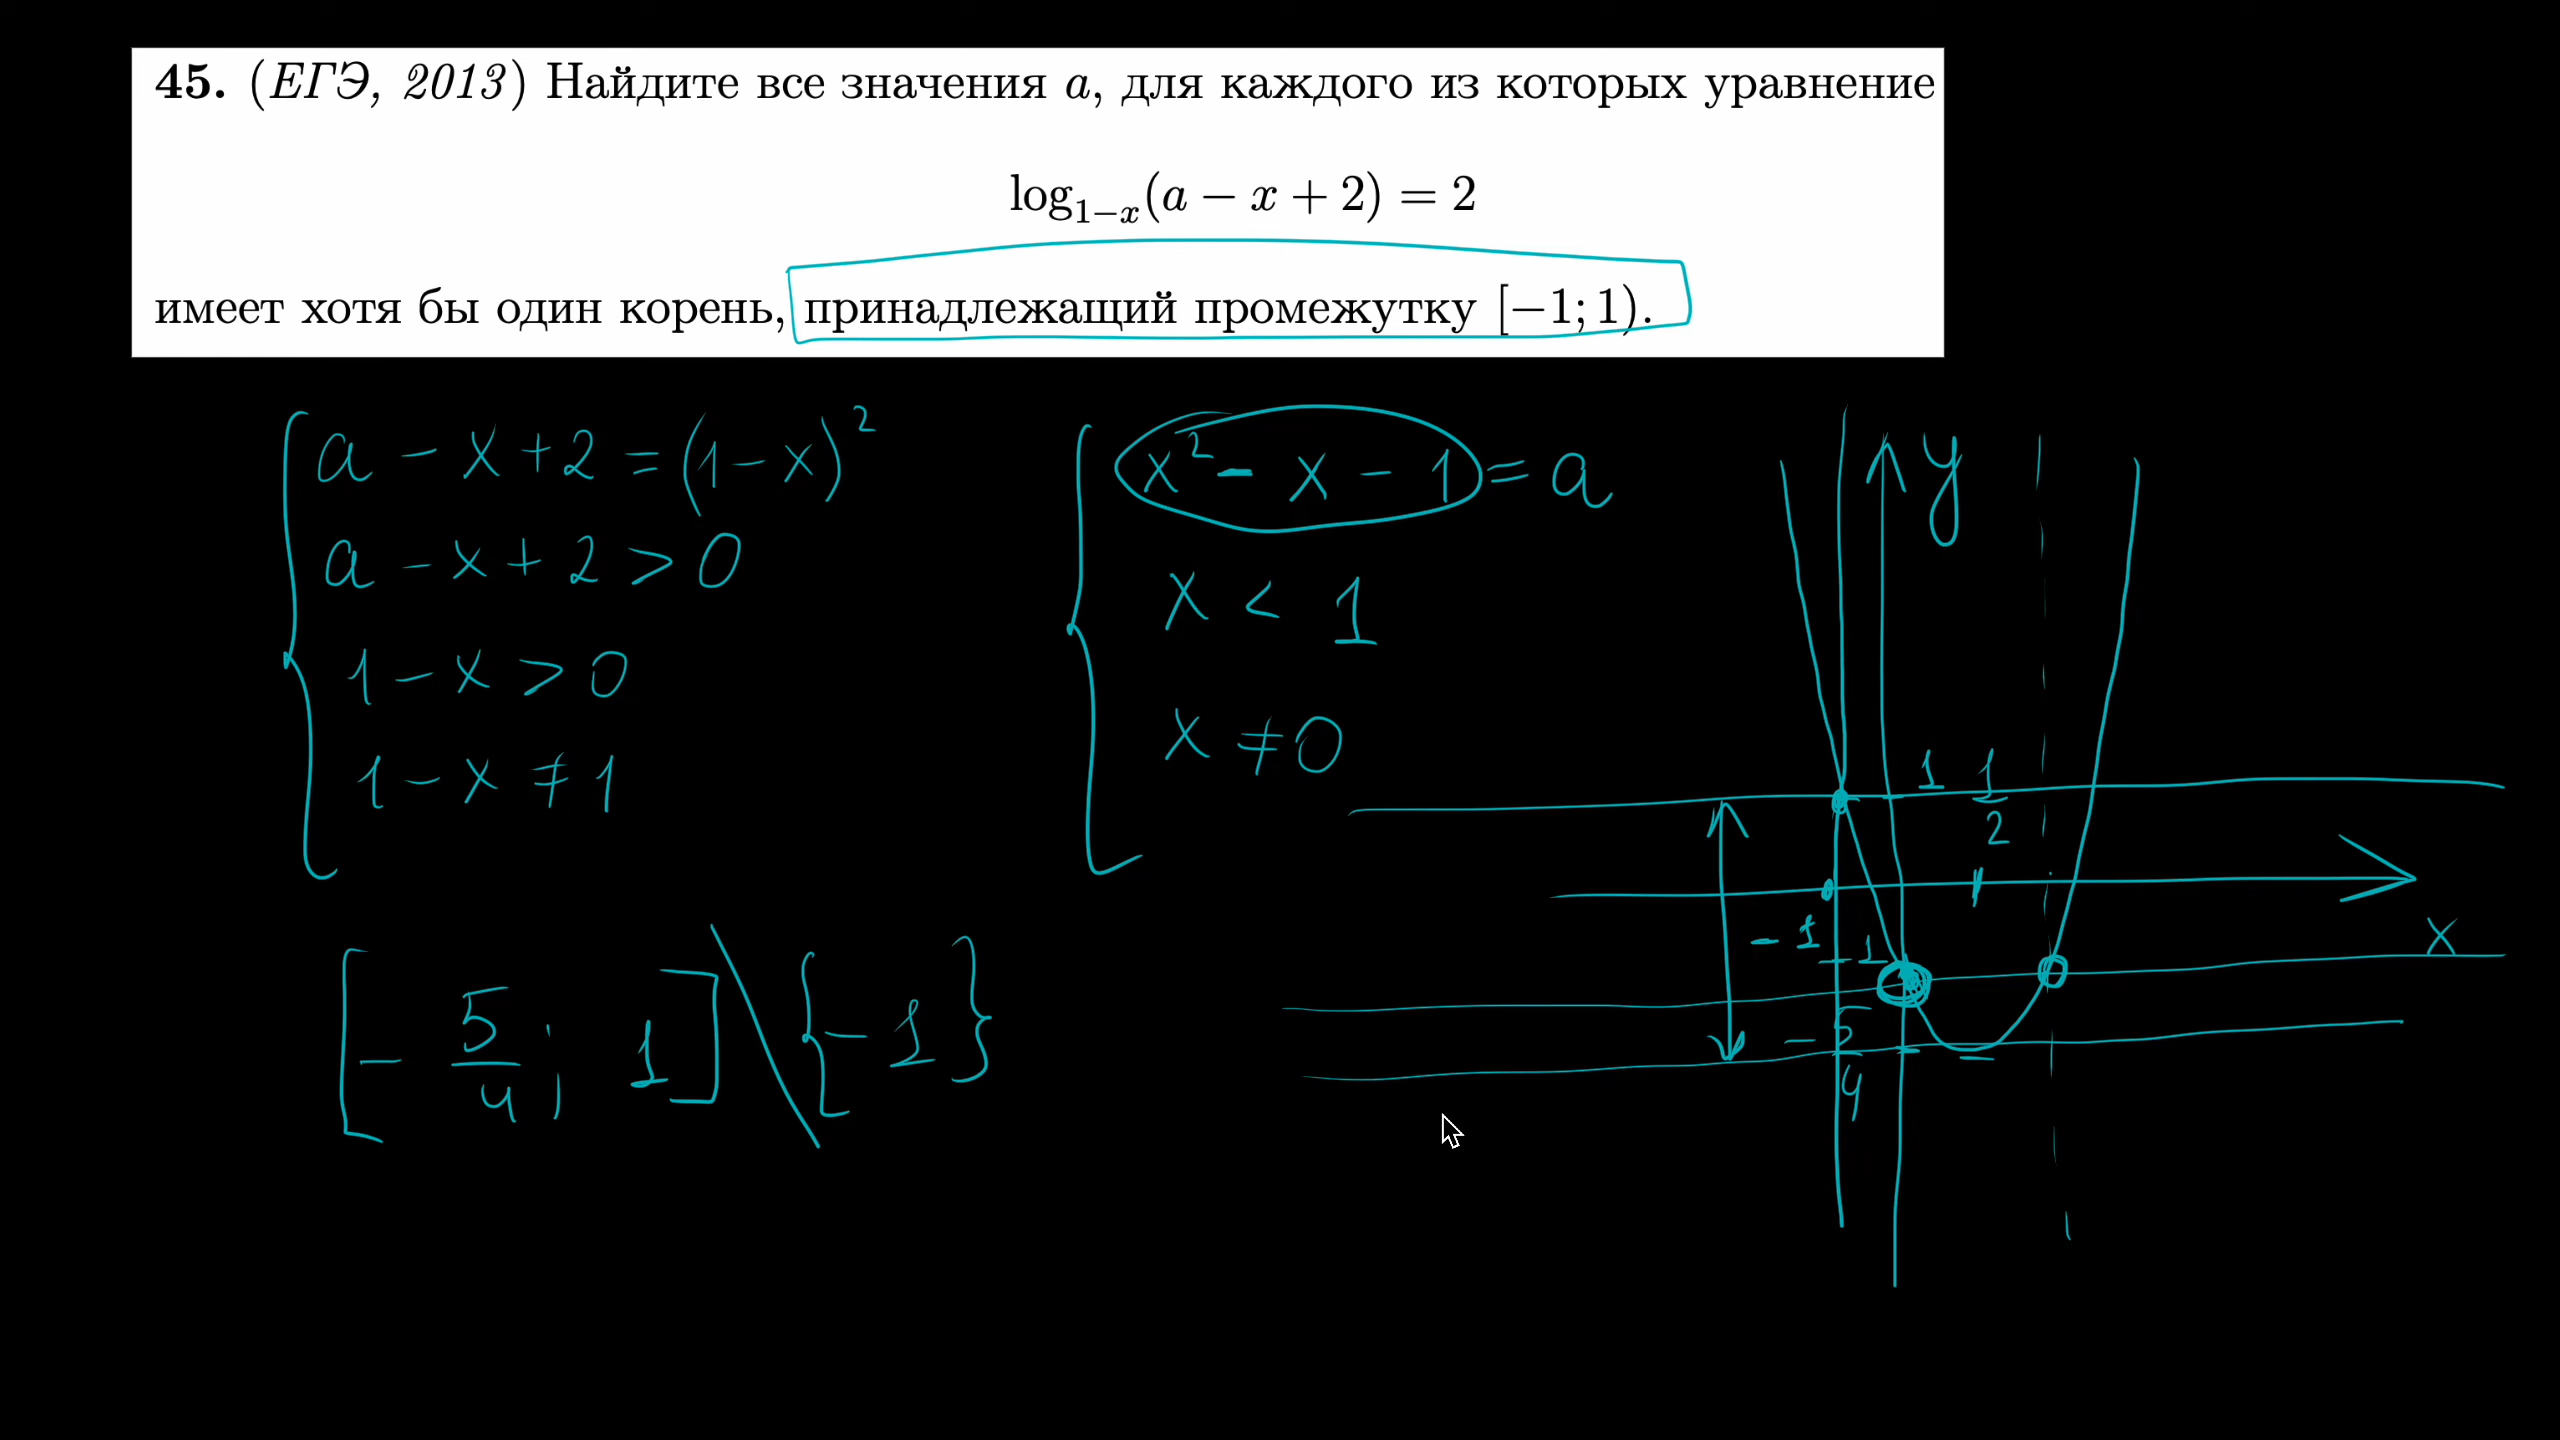 45. (ЕГЭ, 2013) Найдите все значения a, для каждого из которых уравнение
log_{1−x}(a − x + 2) = 2
имеет хотя бы один корень, принадлежащий промежутку [−1; 1).
a − x + 2 = (1 − x)^2
a − x + 2 > 0
1 − x > 0
1 − x ≠ 1
x^2 − x − 1 = a
x < 1
x ≠ 0
[− 5/4 ; 1] \ {−1}
y
1
1/2
−1
−1
x
− 5/4